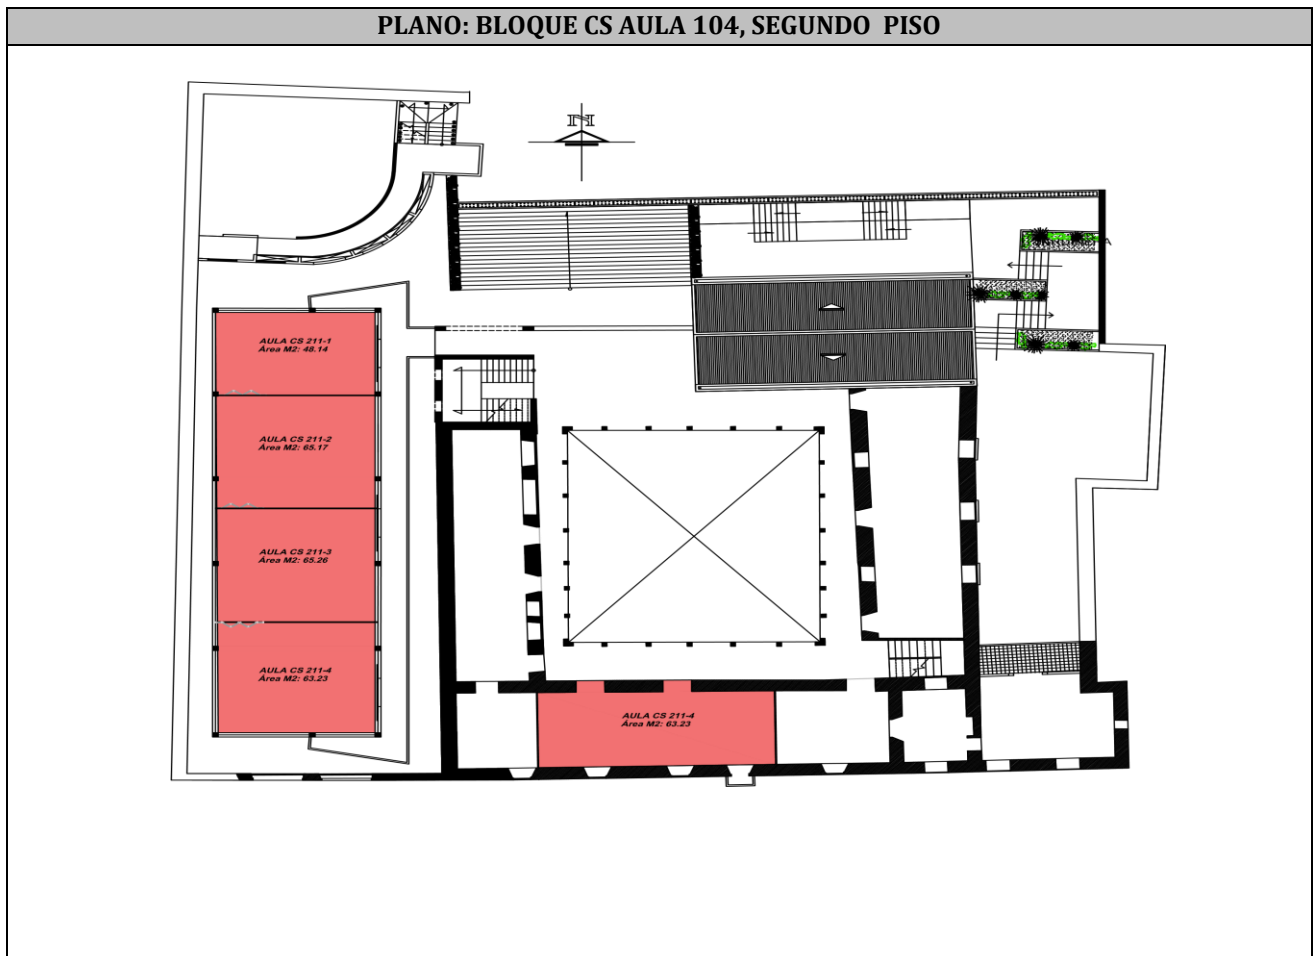 PLANO: BLOQUE CS AULA 104, SEGUNDO  PISO
N
AULA CS 211-1
Área M2: 48.14
AULA CS 211-2
Área M2: 65.17
AULA CS 211-3
Área M2: 65.26
AULA CS 211-4
Área M2: 63.23
AULA CS 211-4
Área M2: 63.23